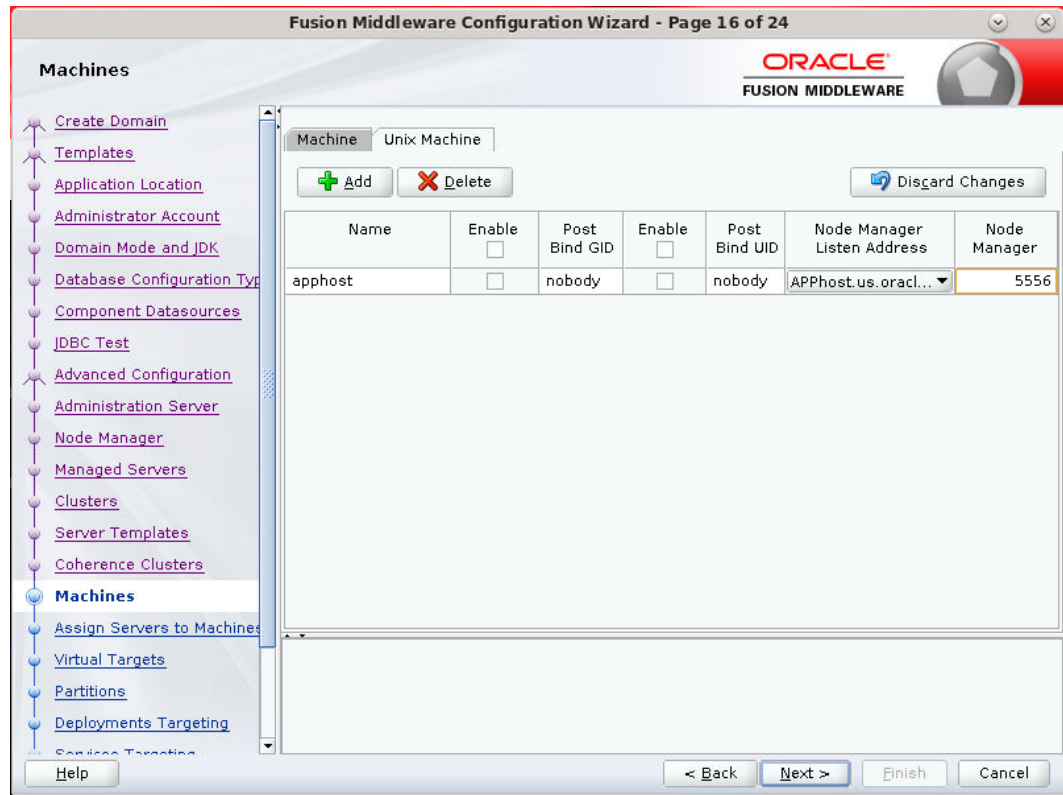 Fusion Middleware Configuration Wizard - Page 16 of 24
Machines
ORACLE
FUSION MIDDLEWARE
Create Domain
Templates
Application Location
Administrator Account
Domain Mode and JDK
Database Configuration Typ
Component Datasources
JDBC Test
Advanced Configuration
Administration Server
Node Manager
Managed Servers
Clusters
Server Templates
Coherence Clusters
Machines
Assign Servers to Machines
Virtual Targets
Partitions
Deployments Targeting
Services Targeting
Machine Unix Machine
Add Delete Discard Changes
Name Enable Post Bind GID Enable Post Bind UID Node Manager Listen Address Node Manager
apphost nobody nobody APPhost.us.oracl... 5556
Help < Back Next > Finish Cancel